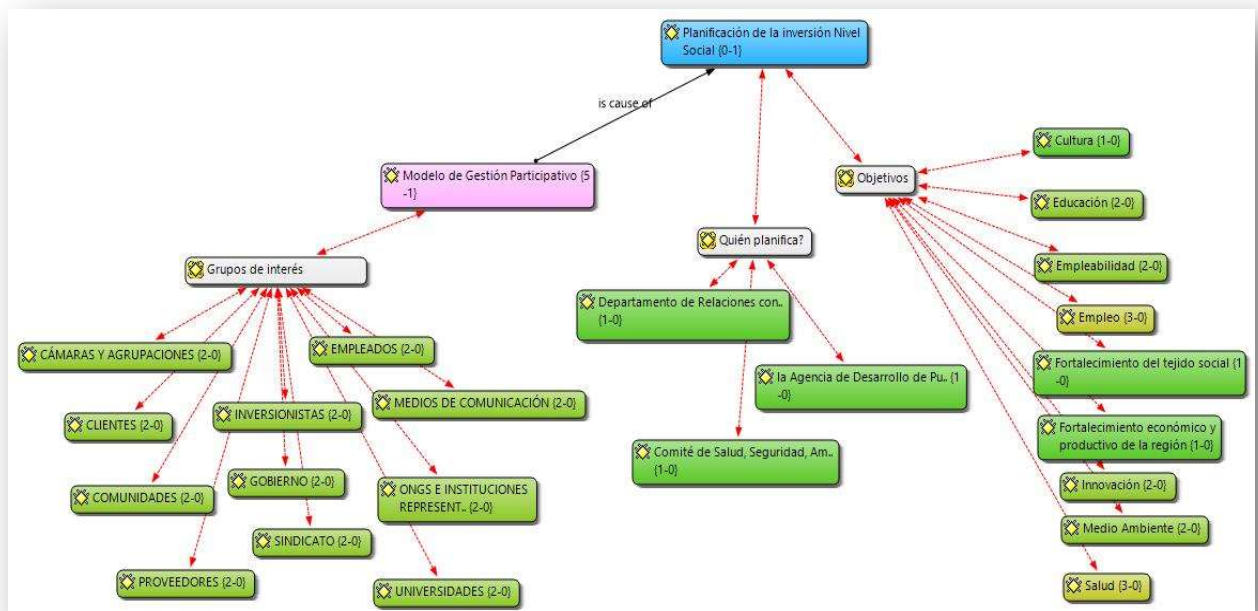 Planificación de la inversión Nivel
Social {0-1}
is cause of
Modelo de Gestión Participativo {5
-1}
Grupos de interés
CÁMARAS Y AGRUPACIONES {2-0}
EMPLEADOS {2-0}
CLIENTES {2-0}
INVERSIONISTAS {2-0}
MEDIOS DE COMUNICACIÓN {2-0}
COMUNIDADES {2-0}
GOBIERNO {2-0}
ONGS E INSTITUCIONES
REPRESENT.. {2-0}
SINDICATO {2-0}
PROVEEDORES {2-0}
UNIVERSIDADES {2-0}
Quién planifica?
Departamento de Relaciones con..
{1-0}
la Agencia de Desarrollo de Pu.. {1
-0}
Comité de Salud, Seguridad, Am..
{1-0}
Objetivos
Cultura {1-0}
Educación {2-0}
Empleabilidad {2-0}
Empleo {3-0}
Fortalecimiento del tejido social {1
-0}
Fortalecimiento económico y
productivo de la región {1-0}
Innovación {2-0}
Medio Ambiente {2-0}
Salud {3-0}